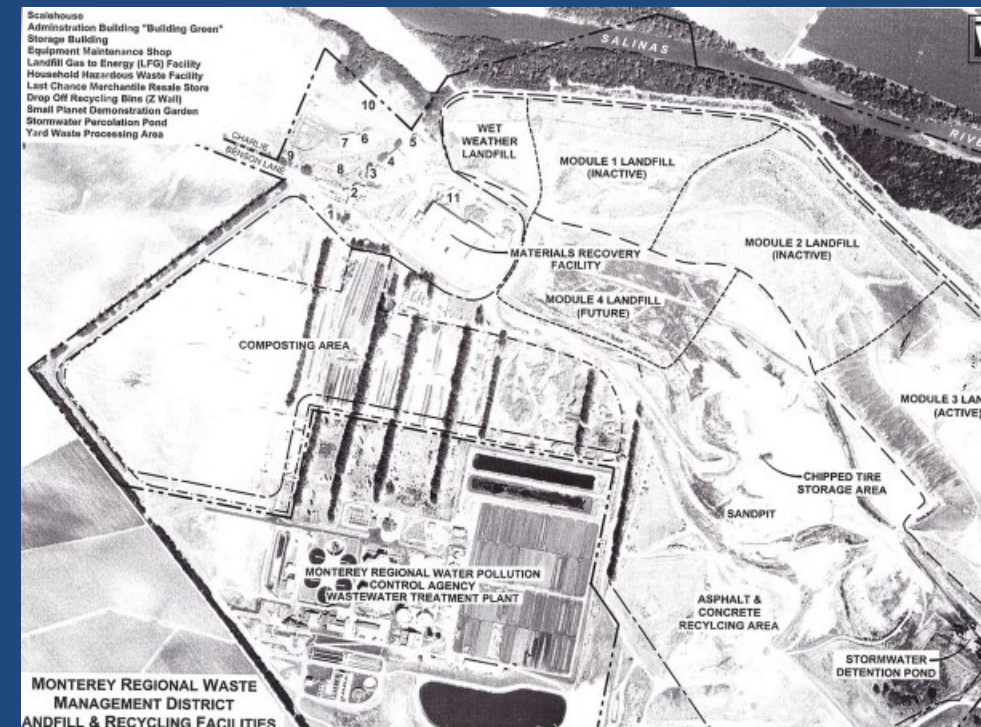 Scalehouse
Adminstration Building "Building Green"
Storage Building
Equipment Maintenance Shop
Landfill Gas to Energy (LFG) Facility
Household Hazardous Waste Facility
Last Chance Merchantile Resale Store
Drop Off Recycling Bins (Z Wall)
Small Planet Demonstration Garden
Stormwater Percolation Pond
Yard Waste Processing Area
SALINAS
RIVE
CHARLIE
BENSON LANE
10
7
6
5
4
9
8
3
2
1
11
WET
WEATHER
LANDFILL
MODULE 1 LANDFILL
(INACTIVE)
MODULE 2 LANDFILL
(INACTIVE)
MATERIALS RECOVERY
FACILITY
MODULE 4 LANDFILL
(FUTURE)
COMPOSTING AREA
MODULE 3 LAN
(ACTIVE)
CHIPPED TIRE
STORAGE AREA
SANDPIT
MONTEREY REGIONAL WATER POLLUTION
CONTROL AGENCY
WASTEWATER TREATMENT PLANT
ASPHALT &
CONCRETE
RECYLCING AREA
STORMWATER
DETENTION POND
MONTEREY REGIONAL WASTE
MANAGEMENT DISTRICT
ANDFILL & RECYCLING FACILITIES